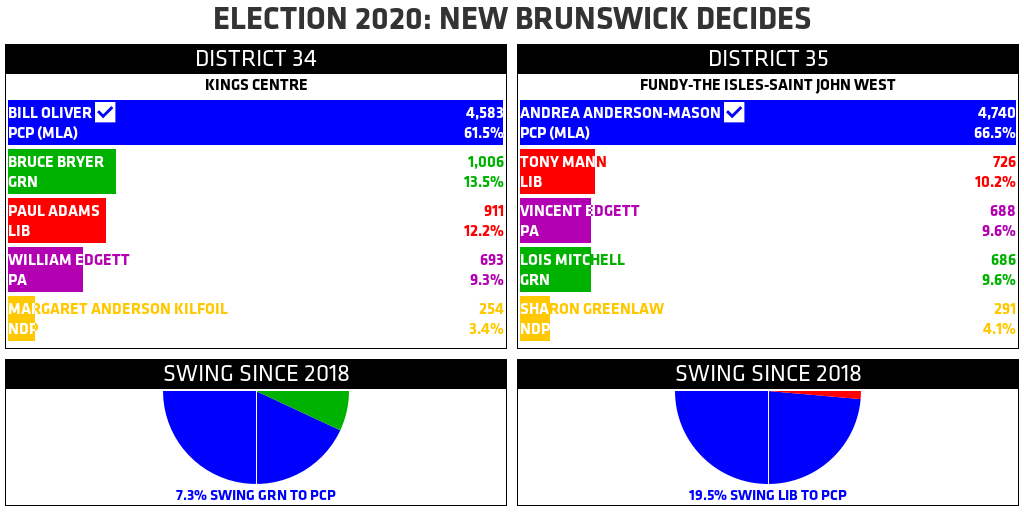 ELECTION 2020: NEW BRUNSWICK DECIDES
DISTRICT 34
KINGS CENTRE
BILL OLIVER 4,583
PCP (MLA) 61.5%
BRUCE BRYER 1,006
GRN 13.5%
PAUL ADAMS 911
LIB 12.2%
WILLIAM EDGETT 693
PA 9.3%
MARGARET ANDERSON KILFOIL 254
NDP 3.4%
SWING SINCE 2018
7.3% SWING GRN TO PCP
DISTRICT 35
FUNDY-THE ISLES-SAINT JOHN WEST
ANDREA ANDERSON-MASON 4,740
PCP (MLA) 66.5%
TONY MANN 726
LIB 10.2%
VINCENT EDGETT 688
PA 9.6%
LOIS MITCHELL 686
GRN 9.6%
SHARON GREENLAW 291
NDP 4.1%
SWING SINCE 2018
19.5% SWING LIB TO PCP